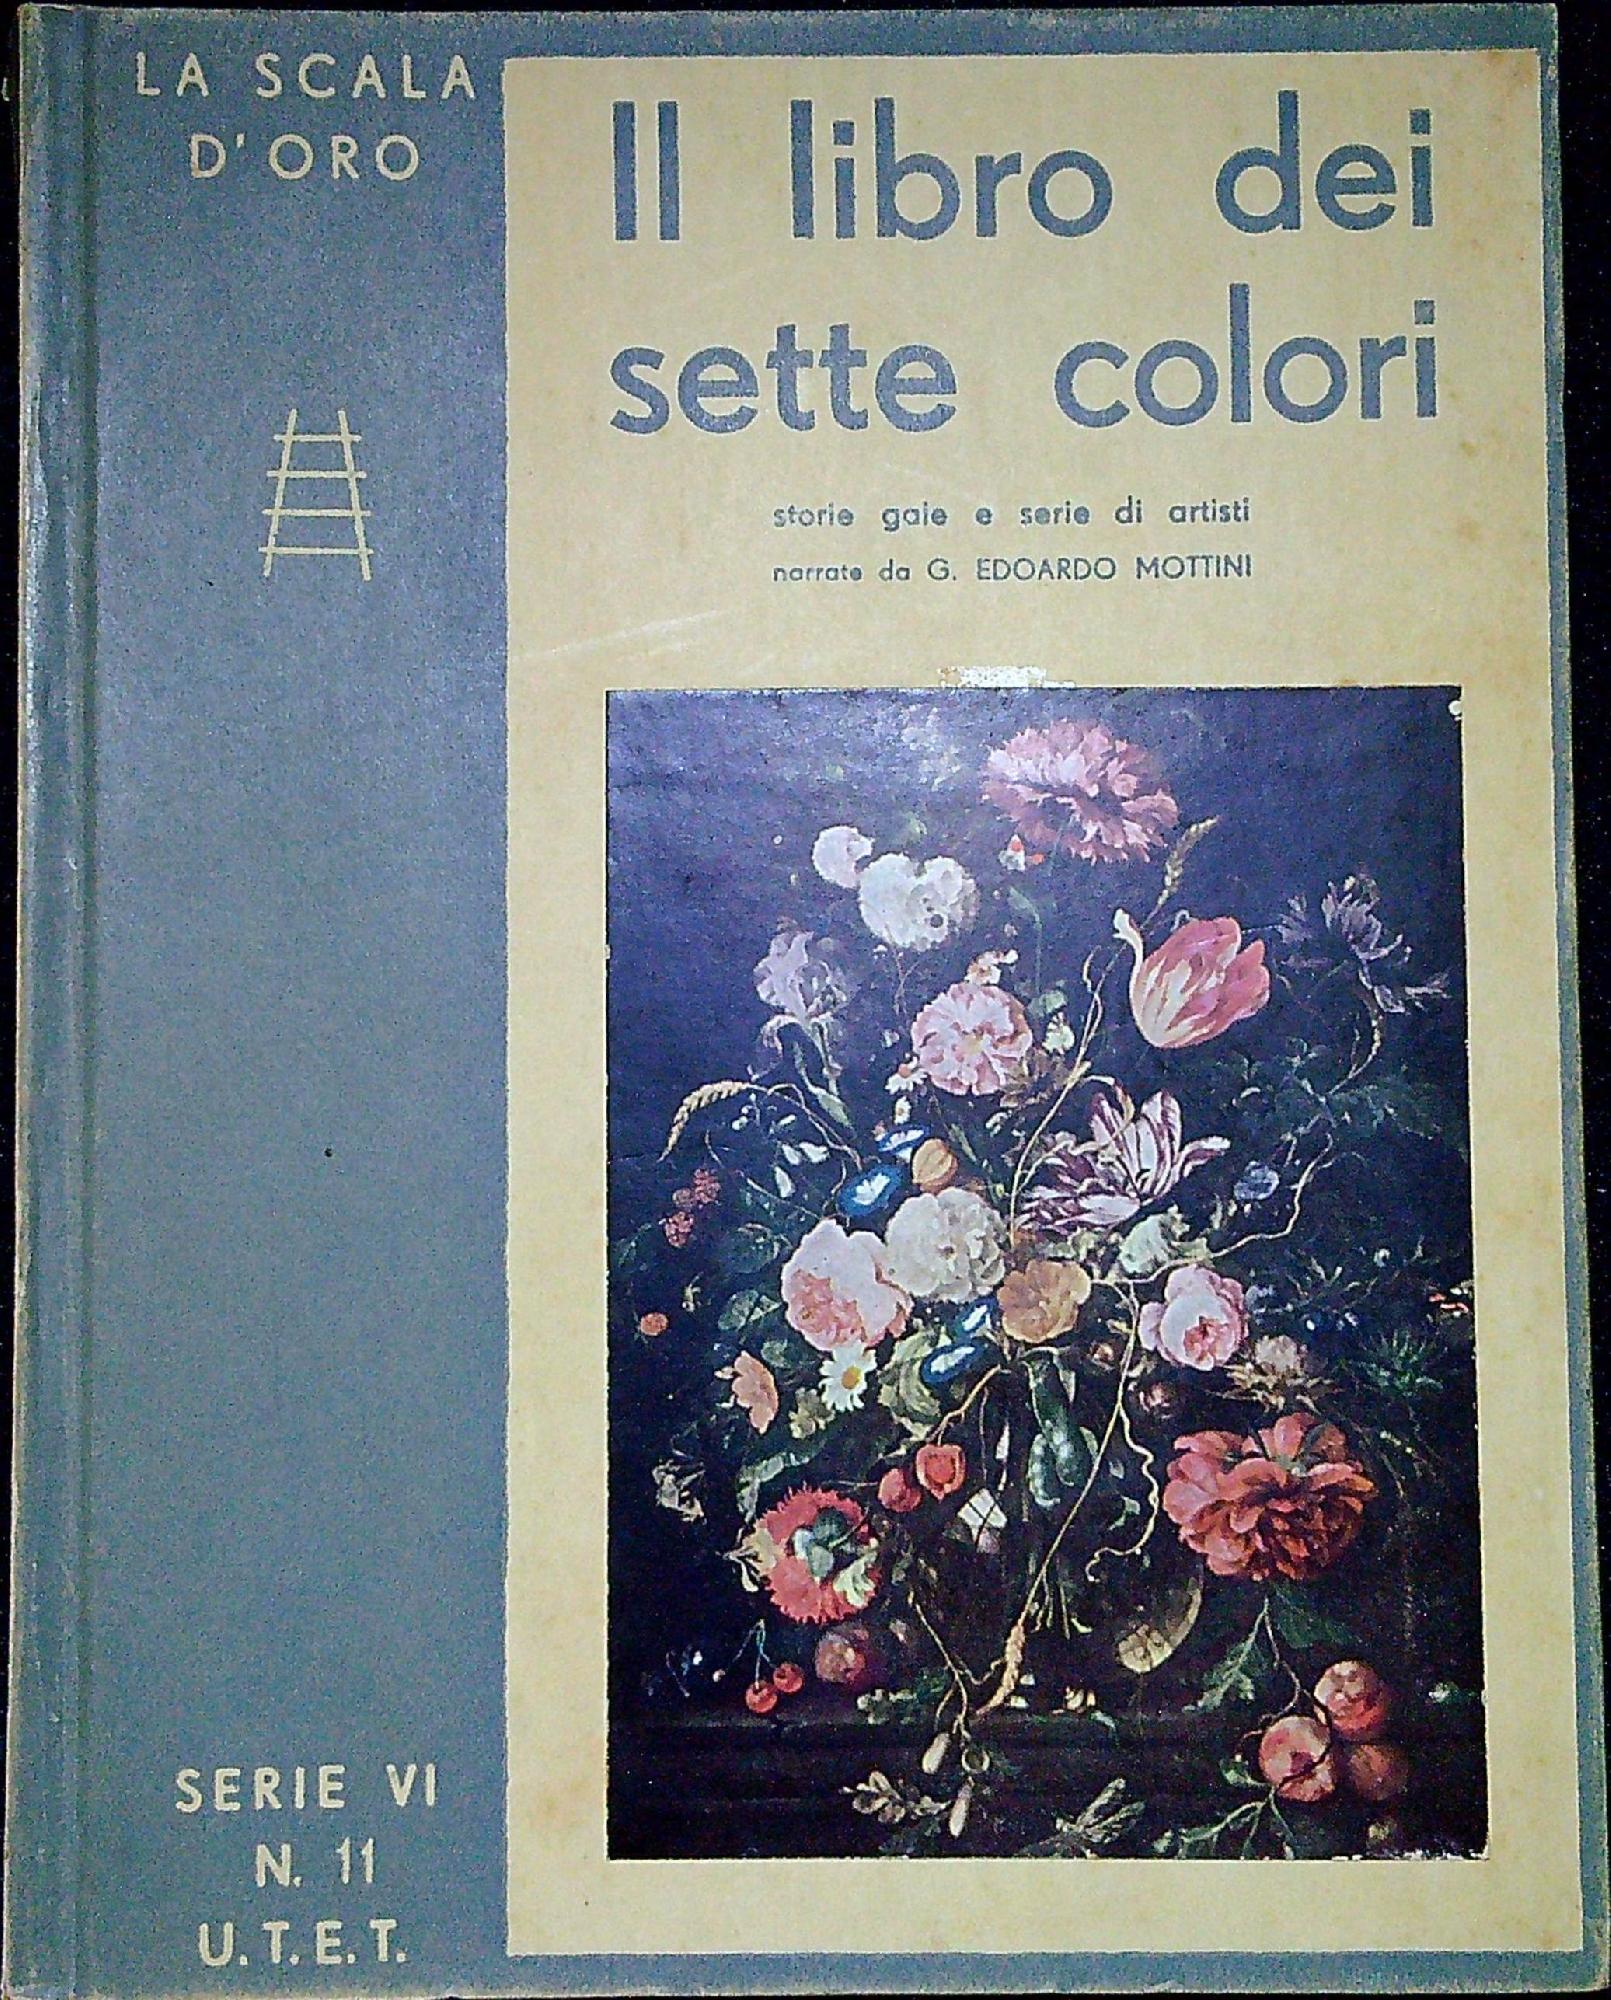 LA SCALA
D'ORO
Il libro dei
sette colori
storie gaie e serie di artisti
narrate da G. EDOARDO MOTTINI
SERIE VI
N. 11
U.T.E.T.